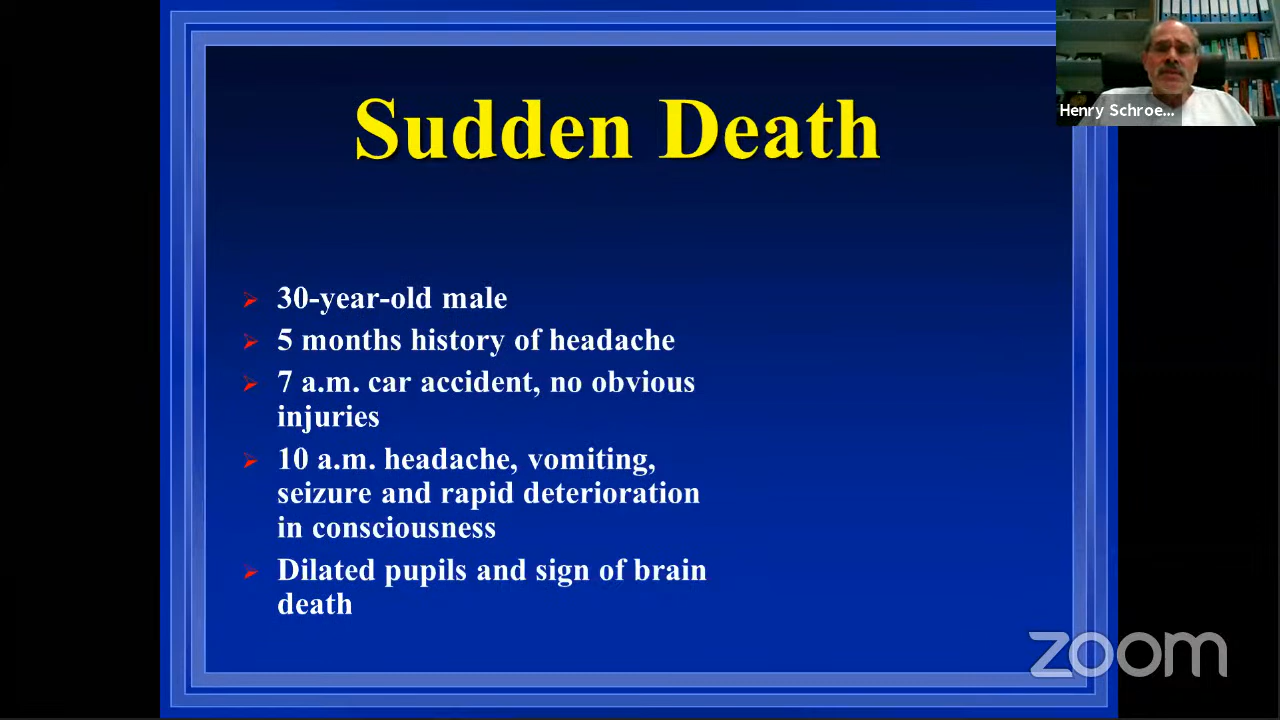 Sudden Death
Henry Schroe...
30-year-old male
5 months history of headache
7 a.m. car accident, no obvious
injuries
10 a.m. headache, vomiting,
seizure and rapid deterioration
in consciousness
Dilated pupils and sign of brain
death
zoom